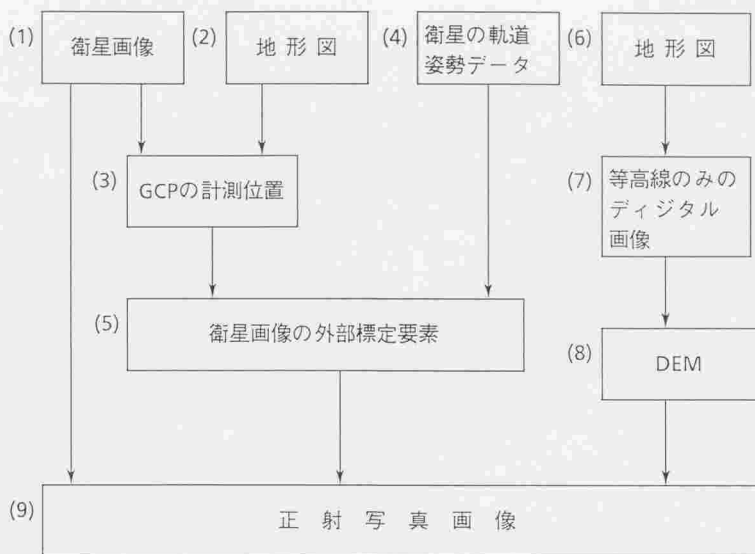 (1) 衛星画像
(2) 地形図
(4) 衛星の軌道
姿勢データ
(6) 地形図
(3) GCPの計測位置
(7) 等高線のみの
ディジタル
画像
(5) 衛星画像の外部標定要素
(8) DEM
(9) 正射写真画像